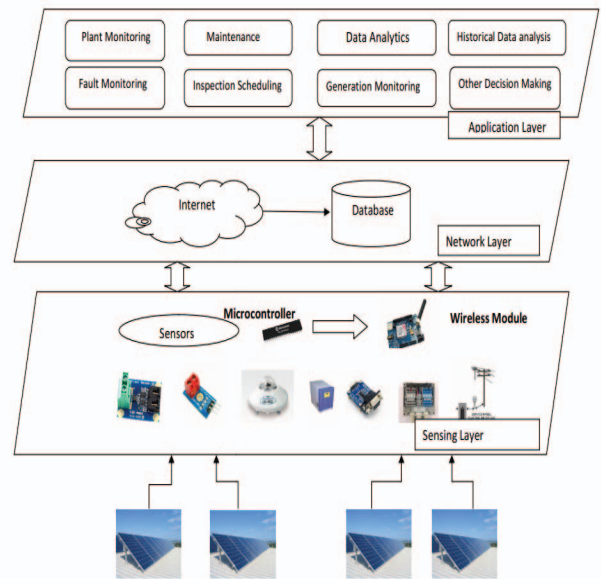 Plant Monitoring
Maintenance
Data Analytics
Historical Data analysis
Fault Monitoring
Inspection Scheduling
Generation Monitoring
Other Decision Making
Application Layer
Internet
Database
Network Layer
Microcontroller
Wireless Module
Sensors
Sensing Layer